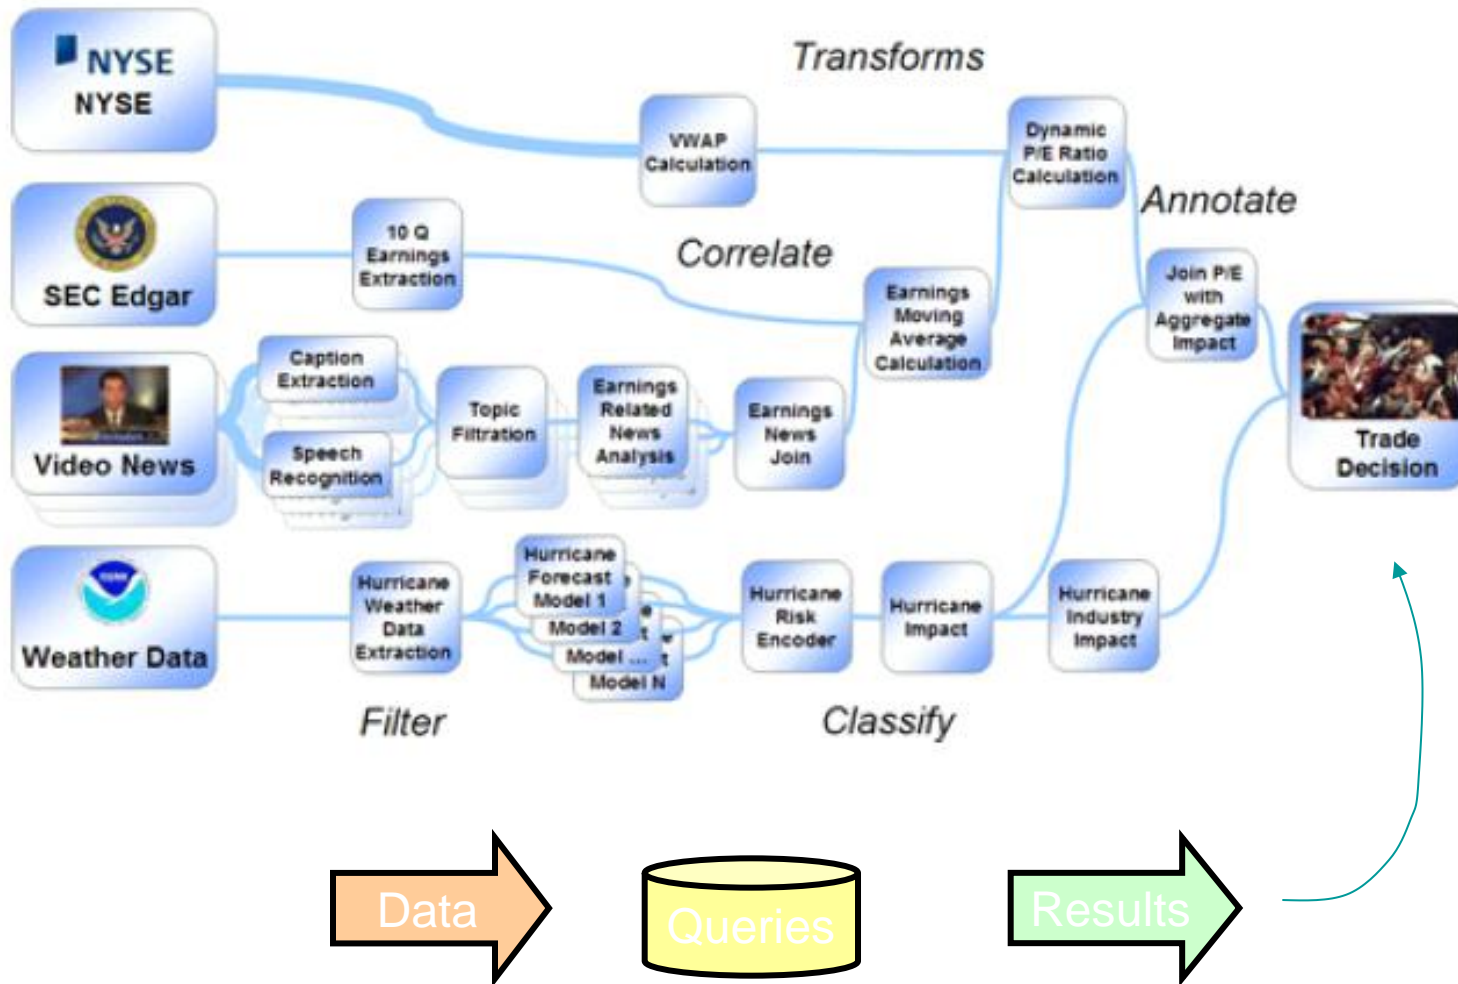 NYSE
NYSE
Transforms
VWAP
Calculation
Dynamic
P/E Ratio
Calculation
Annotate
SEC Edgar
10 Q
Earnings
Extraction
Correlate
Earnings
Moving
Average
Calculation
Join P/E
with
Aggregate
Impact
Video News
Caption
Extraction
Speech
Recognition
Topic
Filtration
Earnings
Related
News
Analysis
Earnings
News
Join
Trade
Decision
Weather Data
Hurricane
Weather
Data
Extraction
Hurricane
Forecast
Model 1
Model 2
Model ...
Model N
Hurricane
Risk
Encoder
Hurricane
Impact
Hurricane
Industry
Impact
Filter
Classify
Data
Queries
Results